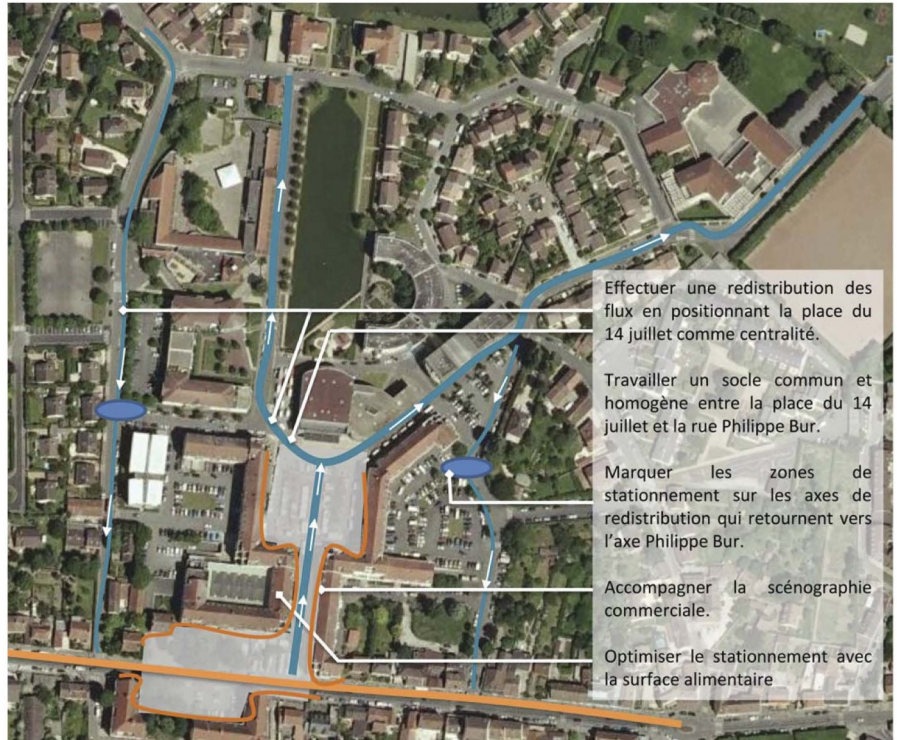 Effectuer une redistribution des
flux en positionnant la place du
14 juillet comme centralité.
Travailler un socle commun et
homogène entre la place du 14
juillet et la rue Philippe Bur.
Marquer les zones de
stationnement sur les axes de
redistribution qui retournent vers
l'axe Philippe Bur.
Accompagner la scénographie
commerciale.
Optimiser le stationnement avec
la surface alimentaire